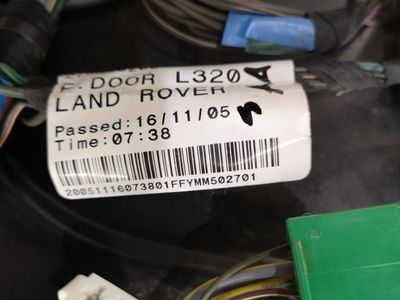 F.DOOR L320
LAND ROVER
Passed:16/11/05
Time:07:38
20051116073801FFYMM502701